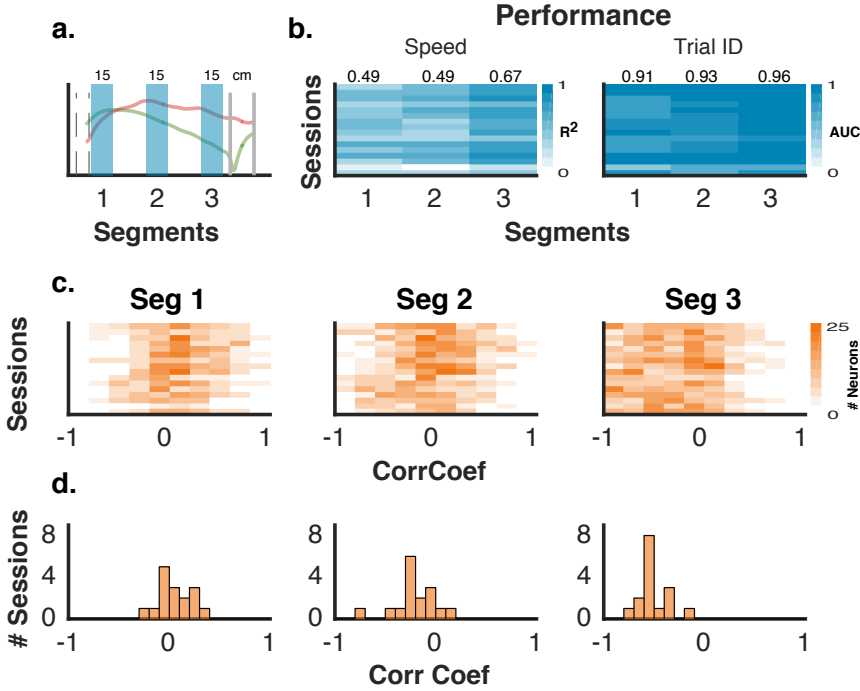 a.
15 15 15 cm
1 2 3
Segments
Performance
b.
Speed Trial ID
0.49 0.49 0.67 0.91 0.93 0.96
Sessions
1 R² 0
1 AUC 0
1 2 3 1 2 3
Segments
c.
Seg 1 Seg 2 Seg 3
Sessions
25
# Neurons
0
-1 0 1 -1 0 1 -1 0 1
CorrCoef
d.
# Sessions
8 8 8
4 4 4
0 0 0
-1 0 1 -1 0 1 -1 0 1
Corr Coef